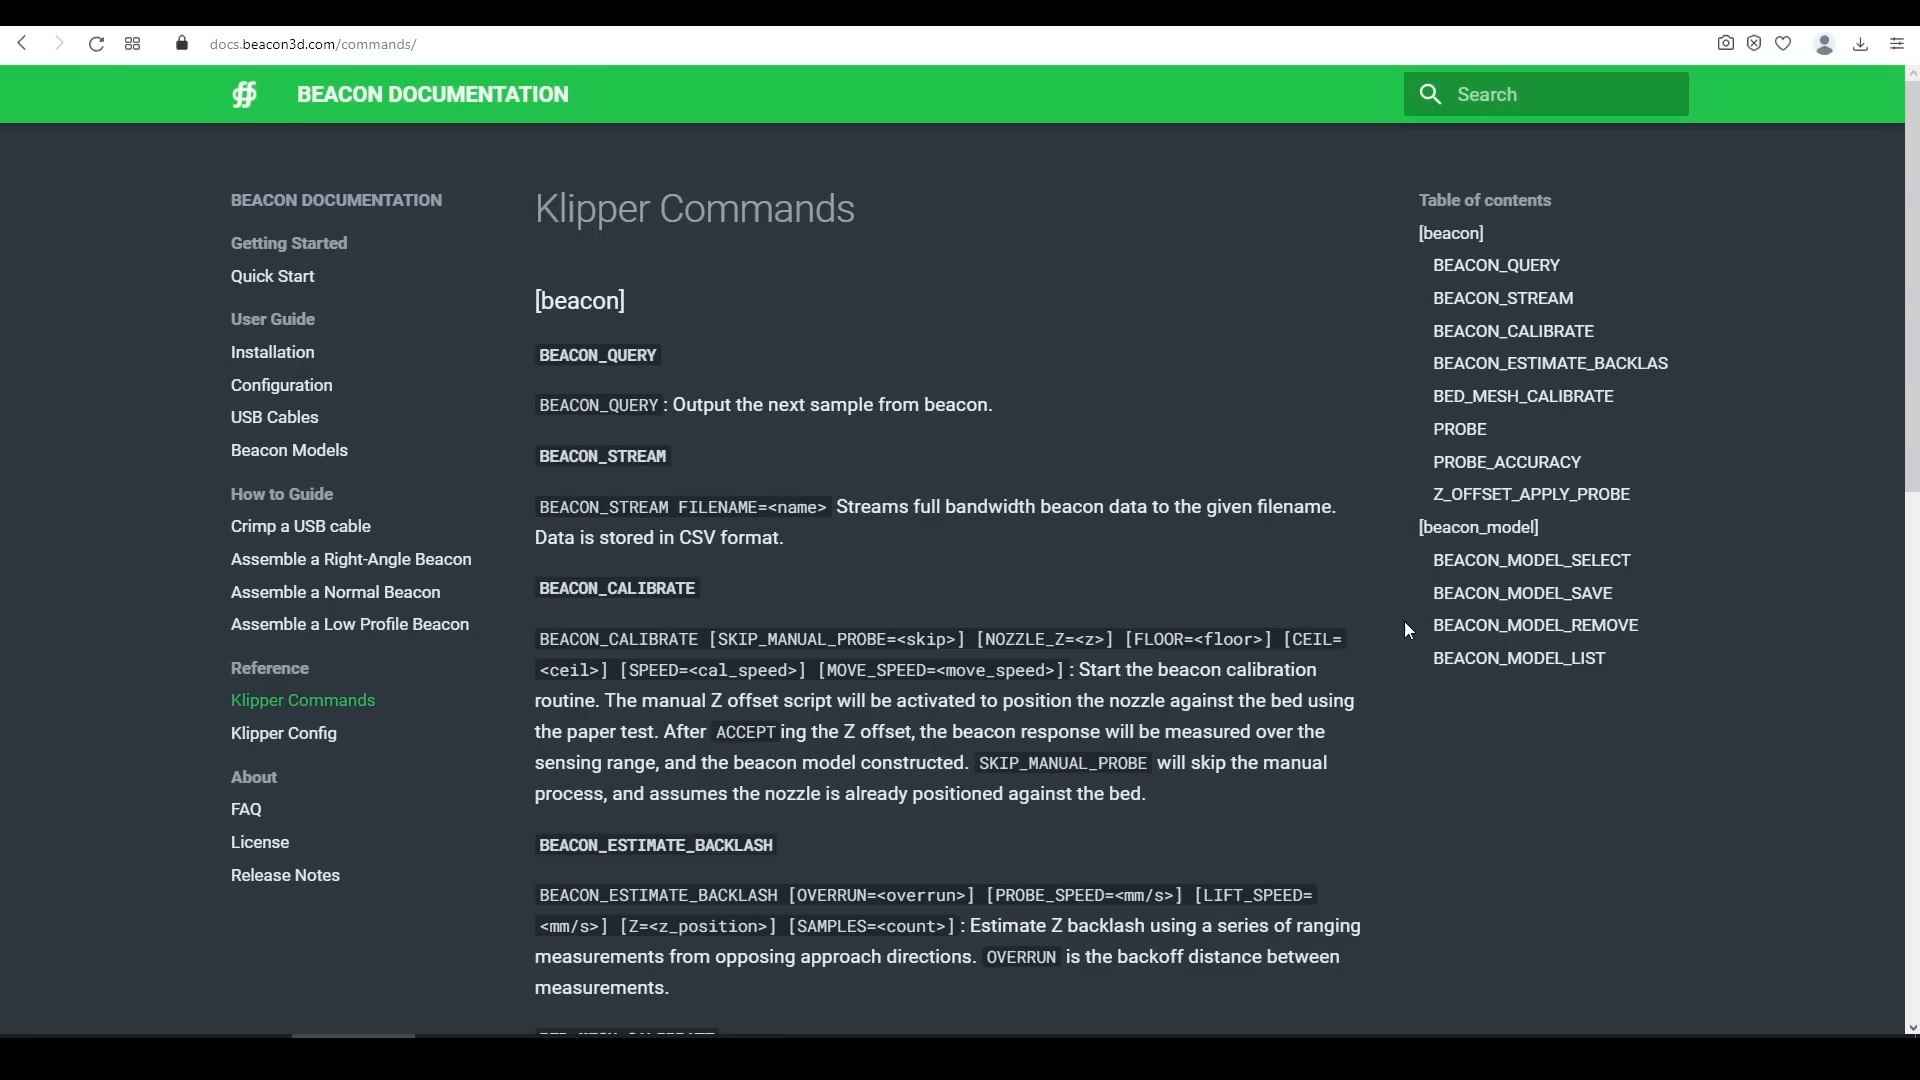 docs.beacon3d.com/commands/
BEACON DOCUMENTATION
Search
BEACON DOCUMENTATION
Getting Started
Quick Start
User Guide
Installation
Configuration
USB Cables
Beacon Models
How to Guide
Crimp a USB cable
Assemble a Right-Angle Beacon
Assemble a Normal Beacon
Assemble a Low Profile Beacon
Reference
Klipper Commands
Klipper Config
About
FAQ
License
Release Notes
Klipper Commands
[beacon]
BEACON_QUERY
BEACON_QUERY: Output the next sample from beacon.
BEACON_STREAM
BEACON_STREAM FILENAME=<name> Streams full bandwidth beacon data to the given filename.
Data is stored in CSV format.
BEACON_CALIBRATE
BEACON_CALIBRATE [SKIP_MANUAL_PROBE=<skip>] [NOZZLE_Z=<z>] [FLOOR=<floor>] [CEIL=
<ceil>] [SPEED=<cal_speed>] [MOVE_SPEED=<move_speed>]: Start the beacon calibration
routine. The manual Z offset script will be activated to position the nozzle against the bed using
the paper test. After ACCEPTing the Z offset, the beacon response will be measured over the
sensing range, and the beacon model constructed. SKIP_MANUAL_PROBE will skip the manual
process, and assumes the nozzle is already positioned against the bed.
BEACON_ESTIMATE_BACKLASH
BEACON_ESTIMATE_BACKLASH [OVERRUN=<overrun>] [PROBE_SPEED=<mm/s>] [LIFT_SPEED=
<mm/s>] [Z=<z_position>] [SAMPLES=<count>]: Estimate Z backlash using a series of ranging
measurements from opposing approach directions. OVERRUN is the backoff distance between
measurements.
Table of contents
[beacon]
BEACON_QUERY
BEACON_STREAM
BEACON_CALIBRATE
BEACON_ESTIMATE_BACKLAS
BED_MESH_CALIBRATE
PROBE
PROBE_ACCURACY
Z_OFFSET_APPLY_PROBE
[beacon_model]
BEACON_MODEL_SELECT
BEACON_MODEL_SAVE
BEACON_MODEL_REMOVE
BEACON_MODEL_LIST